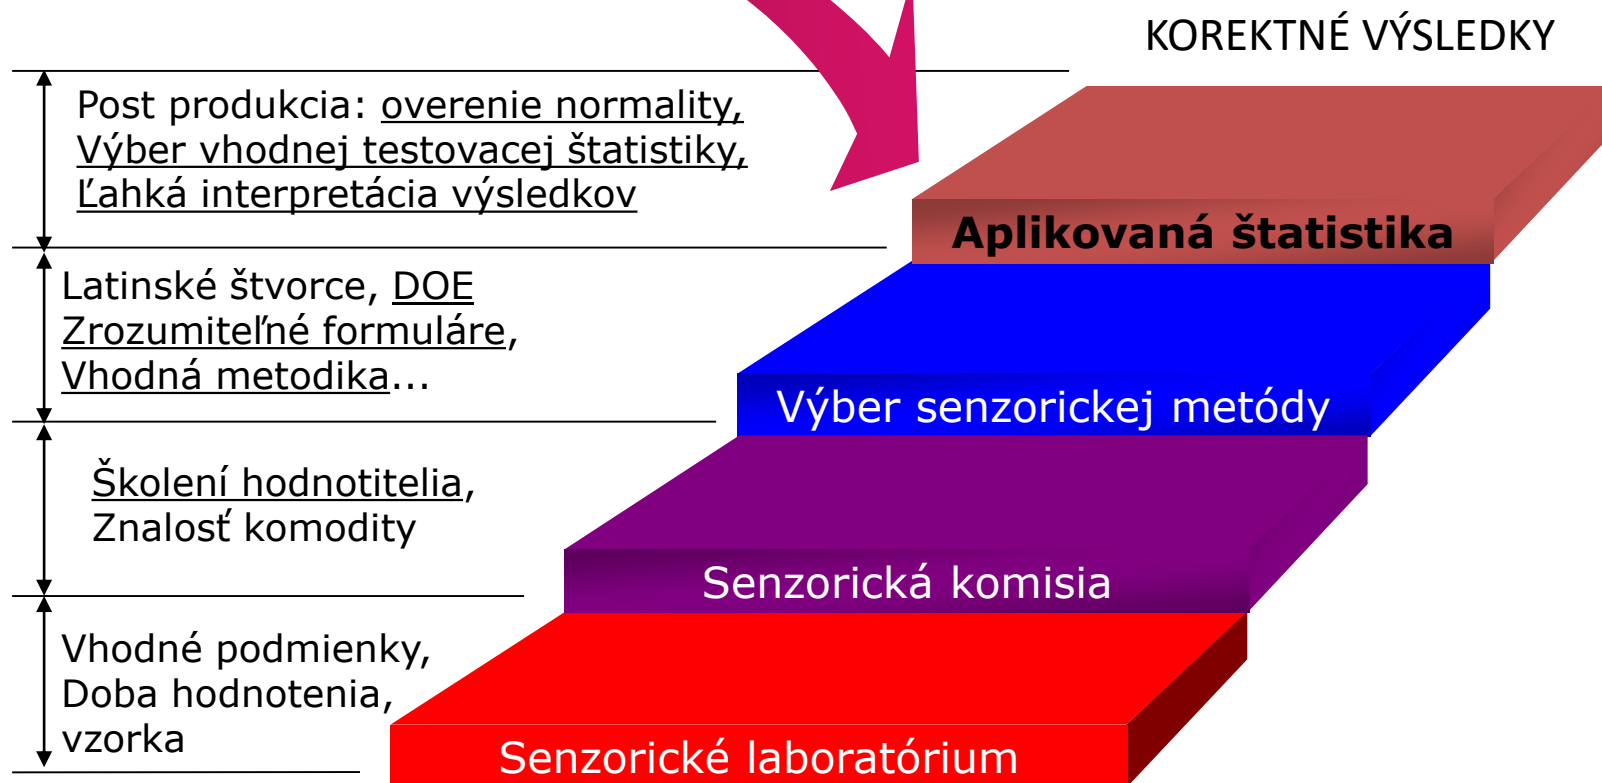 KOREKTNÉ VÝSLEDKY
Post produkcia: overenie normality,
Výber vhodnej testovacej štatistiky,
Ľahká interpretácia výsledkov
Aplikovaná štatistika
Latinské štvorce, DOE
Zrozumiteľné formuláre,
Vhodná metodika...
Výber senzorickej metódy
Školení hodnotitelia,
Znalosť komodity
Senzorická komisia
Vhodné podmienky,
Doba hodnotenia,
vzorka
Senzorické laboratórium